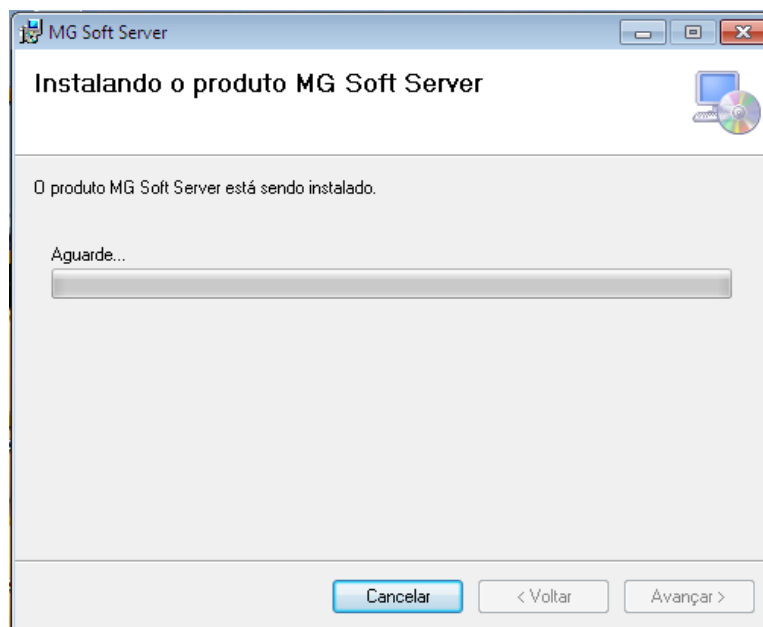 MG Soft Server
Instalando o produto MG Soft Server
O produto MG Soft Server está sendo instalado.
Aguarde...
Cancelar
< Voltar
Avançar >